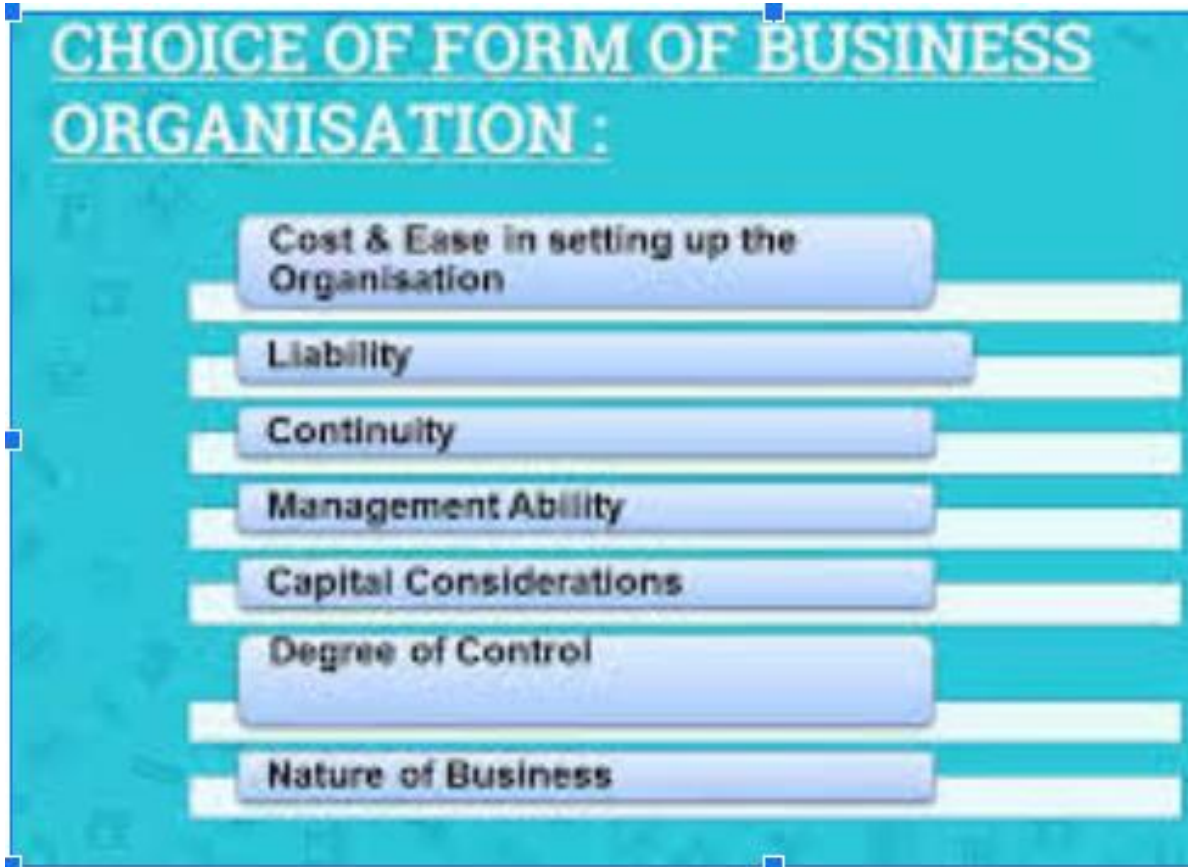 CHOICE OF FORM OF BUSINESS
ORGANISATION :
Cost & Ease in setting up the
Organisation
Liability
Continuity
Management Ability
Capital Considerations
Degree of Control
Nature of Business